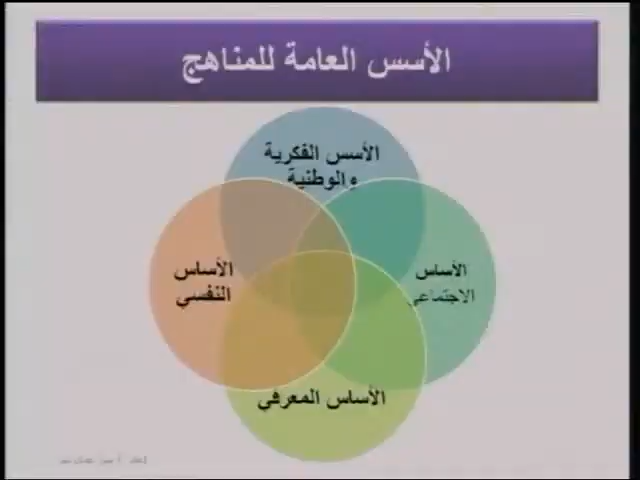 الأسس العامة للمناهج
الأسس الفكرية
والوطنية
الأساس
الاجتماعي
الأساس
النفسي
الأساس المعرفي